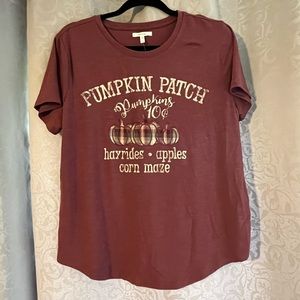 PUMPKIN PATCH
Pumpkins
10¢
hayrides • apples
corn maze